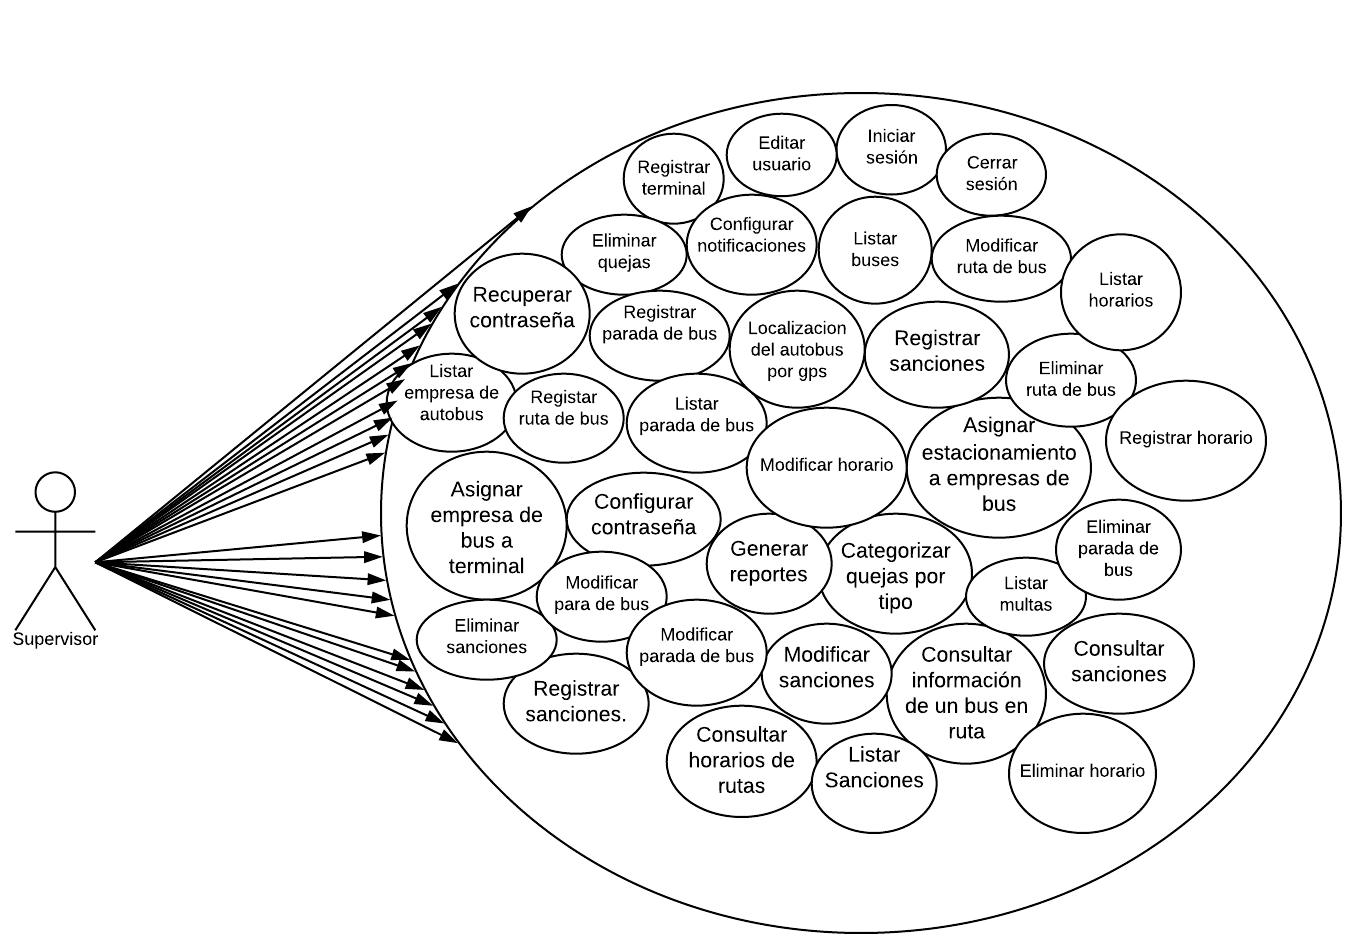 Registrar
terminal
Editar
usuario
Iniciar
sesión
Cerrar
sesión
Eliminar
quejas
Configurar
notificaciones
Listar
buses
Modificar
ruta de bus
Listar
horarios
Recuperar
contraseña
Registrar
parada de bus
Localizacion
del autobus
por gps
Registrar
sanciones
Eliminar
ruta de bus
Listar
empresa de
autobus
Registar
ruta de bus
Listar
parada de bus
Modificar horario
Asignar
estacionamiento
a empresas de
bus
Registrar horario
Asignar
empresa de
bus a
terminal
Configurar
contraseña
Generar
reportes
Categorizar
quejas por
tipo
Eliminar
parada de
bus
Modificar
para de bus
Listar
multas
Supervisor
Eliminar
sanciones
Modificar
parada de bus
Modificar
sanciones
Consultar
información
de un bus en
ruta
Consultar
sanciones
Registrar
sanciones.
Consultar
horarios de
rutas
Listar
Sanciones
Eliminar horario